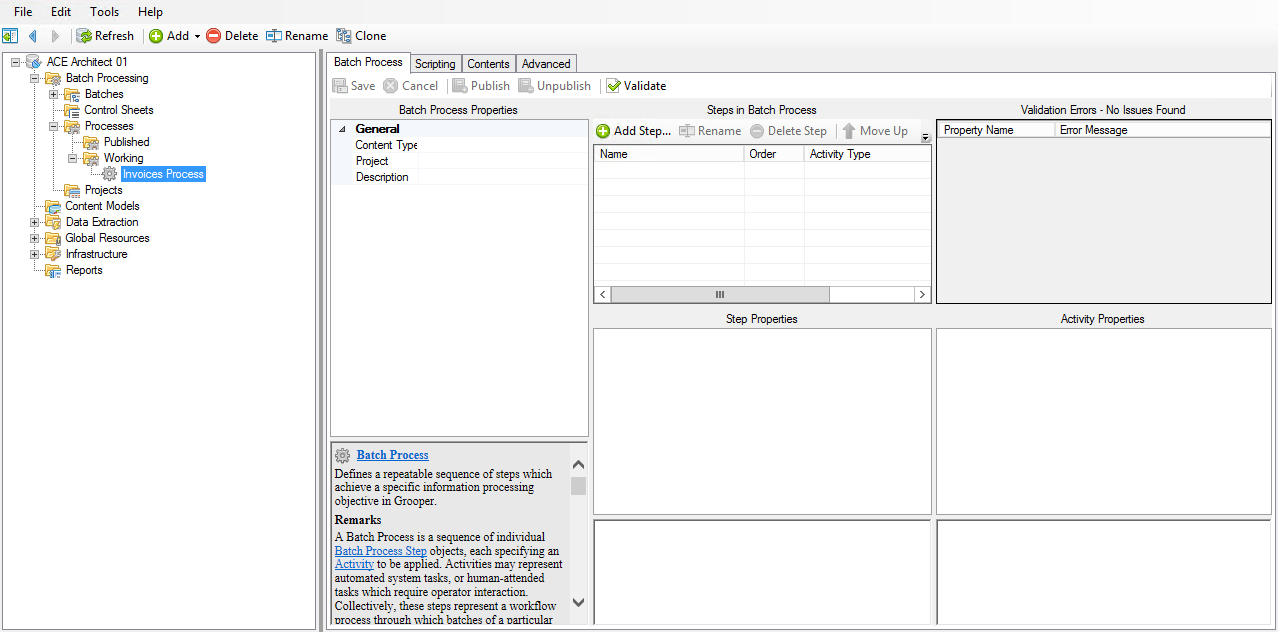 File Edit Tools Help
Refresh Add Delete Rename Clone
ACE Architect 01
Batch Processing
Batches
Control Sheets
Processes
Published
Working
Invoices Process
Projects
Content Models
Data Extraction
Global Resources
Infrastructure
Reports
Batch Process Scripting Contents Advanced
Save Cancel Publish Unpublish Validate
Batch Process Properties
General
Content Type
Project
Description
Batch Process
Defines a repeatable sequence of steps which
achieve a specific information processing
objective in Grooper.
Remarks
A Batch Process is a sequence of individual
Batch Process Step objects, each specifying an
Activity to be applied. Activities may represent
automated system tasks, or human-attended
tasks which require operator interaction.
Collectively, these steps represent a workflow
process through which batches of a particular
Steps in Batch Process
Add Step... Rename Delete Step Move Up
Name Order Activity Type
Validation Errors - No Issues Found
Property Name Error Message
Step Properties
Activity Properties